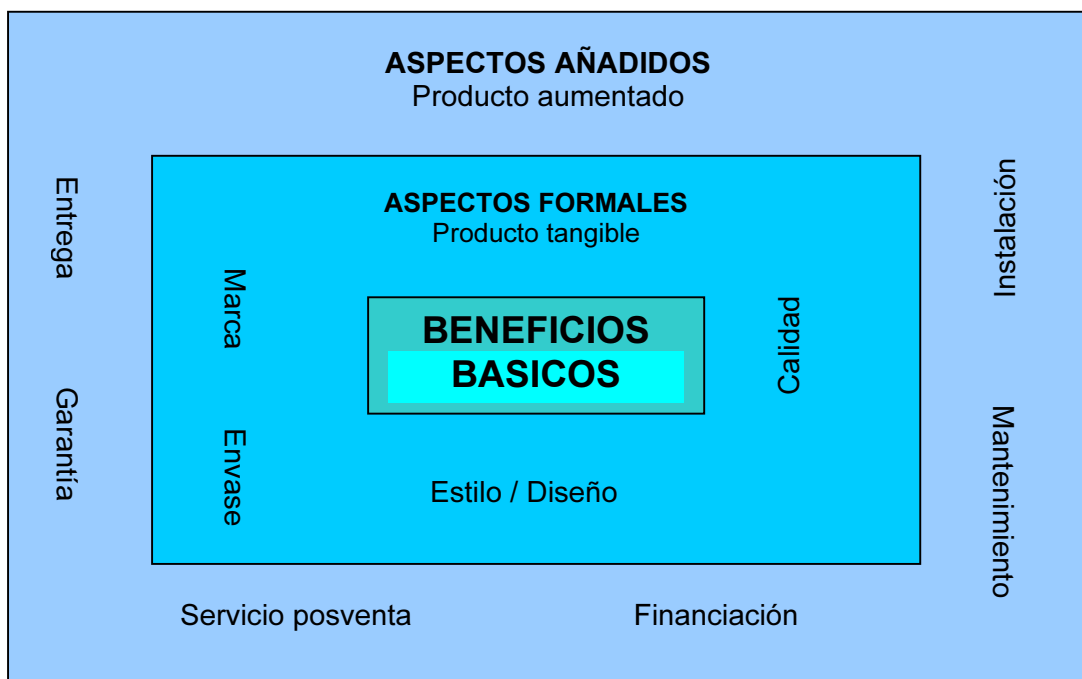 ASPECTOS AÑADIDOS
Producto aumentado
Entrega
Instalación
ASPECTOS FORMALES
Producto tangible
Marca
Calidad
BENEFICIOS
BASICOS
Garantía
Mantenimiento
Envase
Estilo / Diseño
Servicio posventa
Financiación